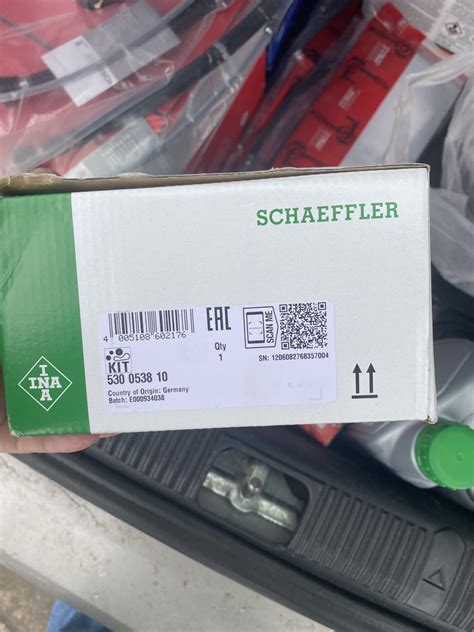 SCHAEFFLER
4 005108 602176
EAC
SCAN ME
Qty
1
SN: 1206082768357004
KIT
530 0538 10
Country of Origin: Germany
Batch: E000934038
I
INA
A